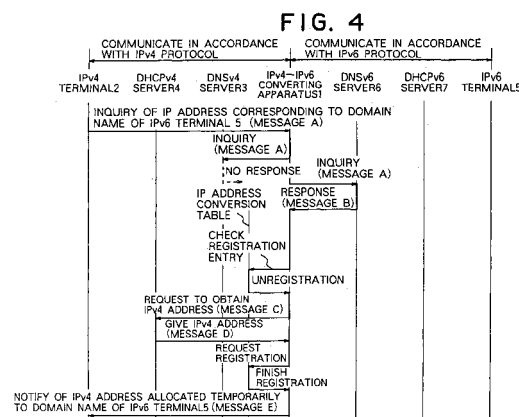 FIG. 4
COMMUNICATE IN ACCORDANCE
WITH IPv4 PROTOCOL
COMMUNICATE IN ACCORDANCE
WITH IPv6 PROTOCOL
IPv4
TERMINAL2
DHCPv4
SERVER4
DNSv4
SERVER3
IPv4-IPv6
CONVERTING
APPARATUS1
DNSv6
SERVER6
DHCPv6
SERVER7
IPv6
TERMINAL5
INQUIRY OF IP ADDRESS CORRESPONDING TO DOMAIN
NAME OF IPv6 TERMINAL 5 (MESSAGE A)
INQUIRY
(MESSAGE A)
INQUIRY
(MESSAGE A)
NO RESPONSE
RESPONSE
(MESSAGE B)
IP ADDRESS
CONVERSION
TABLE
CHECK
REGISTRATION
ENTRY
UNREGISTRATION
REQUEST TO OBTAIN
IPv4 ADDRESS (MESSAGE C)
GIVE IPv4 ADDRESS
(MESSAGE D)
REQUEST
REGISTRATION
FINISH
REGISTRATION
NOTIFY OF IPv4 ADDRESS ALLOCATED TEMPORARILY
TO DOMAIN NAME OF IPv6 TERMINAL5 (MESSAGE E)